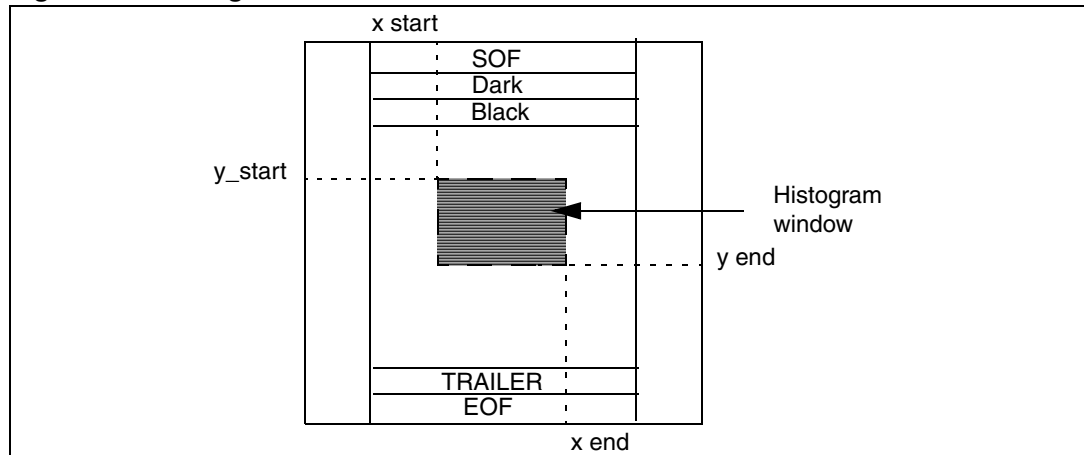 x start
SOF
Dark
Black
y_start
Histogram
window
y end
TRAILER
EOF
x end